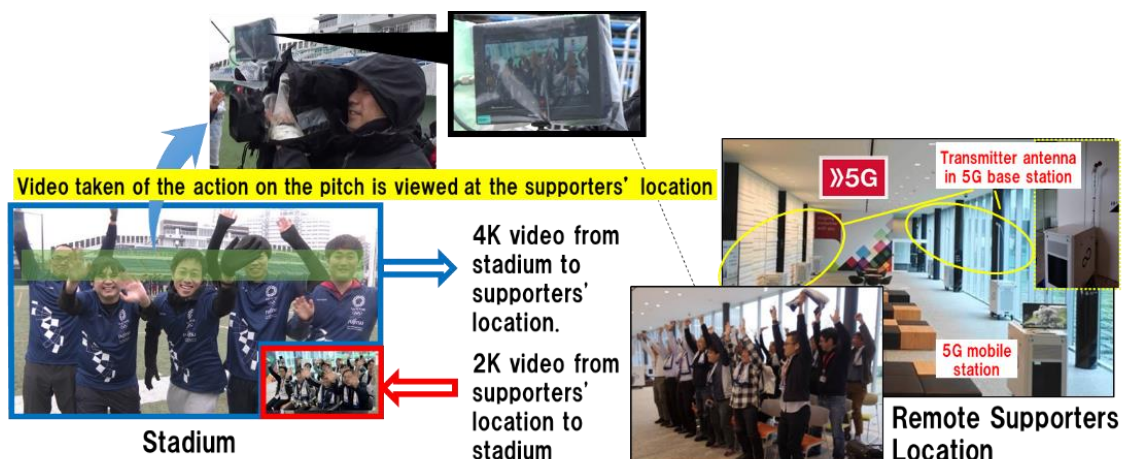 Video taken of the action on the pitch is viewed at the supporters' location
4K video from
stadium to
supporters'
location.
2K video from
supporters'
location to
stadium
Stadium
»5G
Transmitter antenna
in 5G base station
5G mobile
station
Remote Supporters
Location